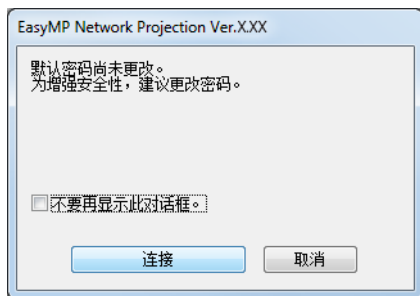 EasyMP Network Projection Ver.X.XX
默认密码尚未更改。
为增强安全性，建议更改密码。
不要再显示此对话框。
连接
取消